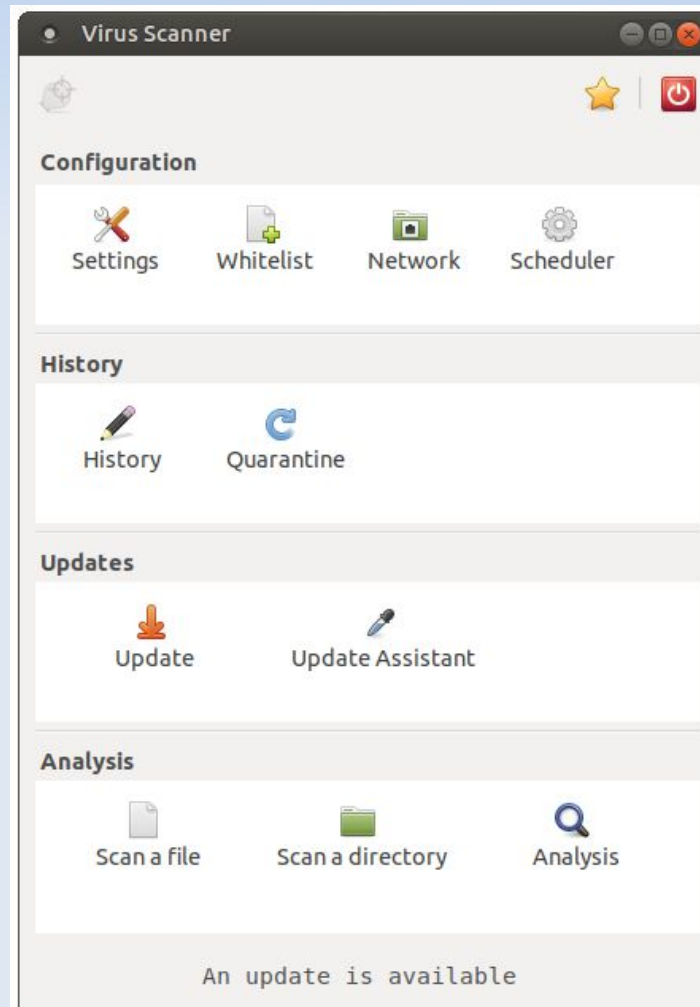 Virus Scanner
Configuration
Settings Whitelist Network Scheduler
History
History Quarantine
Updates
Update Update Assistant
Analysis
Scan a file Scan a directory Analysis
An update is available